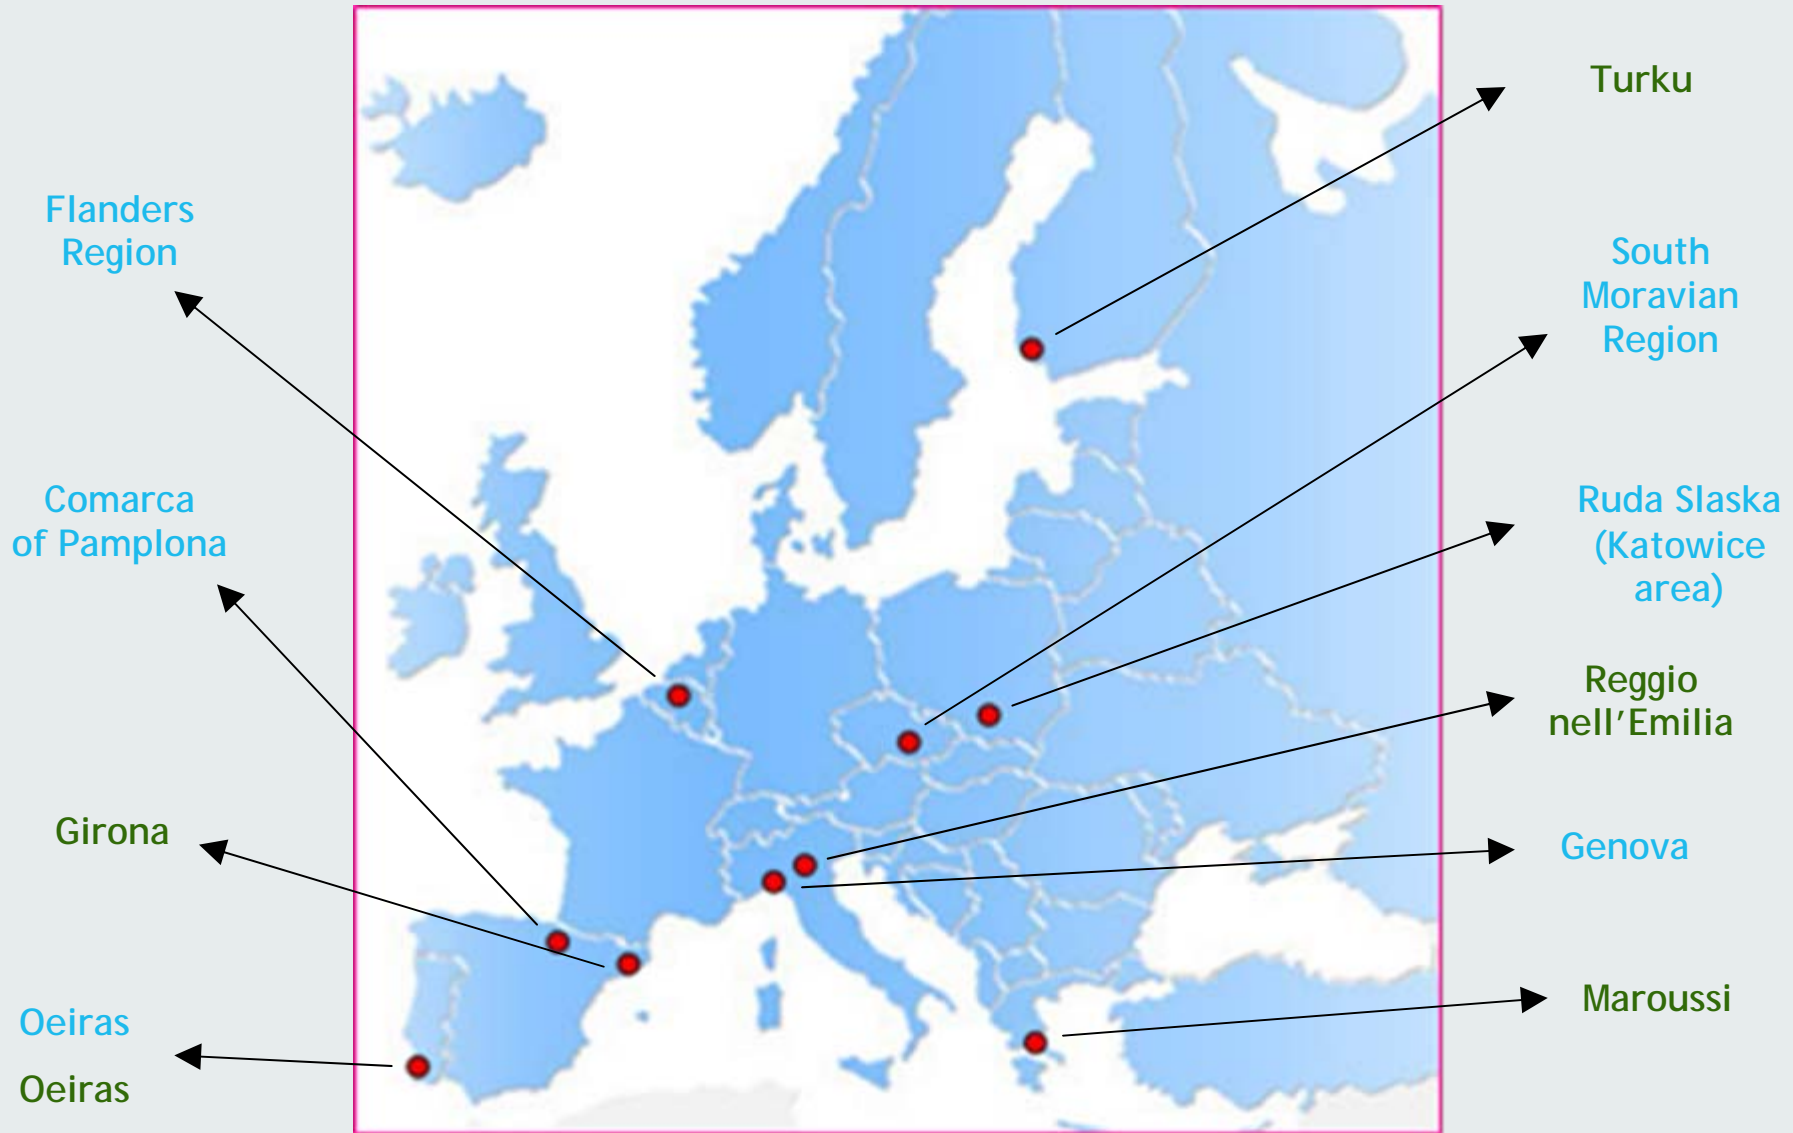 Flanders
Region
Comarca
of Pamplona
Girona
Oeiras
Oeiras
Turku
South
Moravian
Region
Ruda Slaska
(Katowice
area)
Reggio
nell'Emilia
Genova
Maroussi